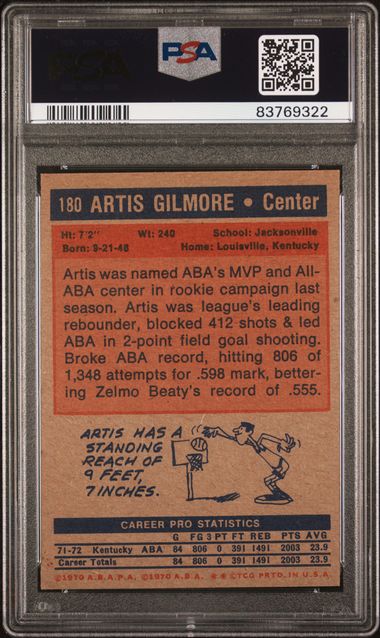 PSA
PSA
83769322
180 ARTIS GILMORE • Center
Ht: 7'2" Wt: 240 School: Jacksonville
Born: 9-21-48 Home: Louisville, Kentucky
Artis was named ABA's MVP and All-
ABA center in rookie campaign last
season. Artis was league's leading
rebounder, blocked 412 shots & led
ABA in 2-point field goal shooting.
Broke ABA record, hitting 806 of
1,348 attempts for .598 mark, better-
ing Zelmo Beaty's record of .555.
ARTIS HAS A
STANDING
REACH OF
9 FEET,
7 INCHES.
CAREER PRO STATISTICS
G FG 3PT FT REB PTS AVG
71-72 Kentucky ABA 84 806 0 391 1491 2003 23.9
Career Totals 84 806 0 391 1491 2003 23.9
©1970 A.B.A.P.A. ©1970 A.B.A. ✱©TCG PRTD. IN U.S.A.